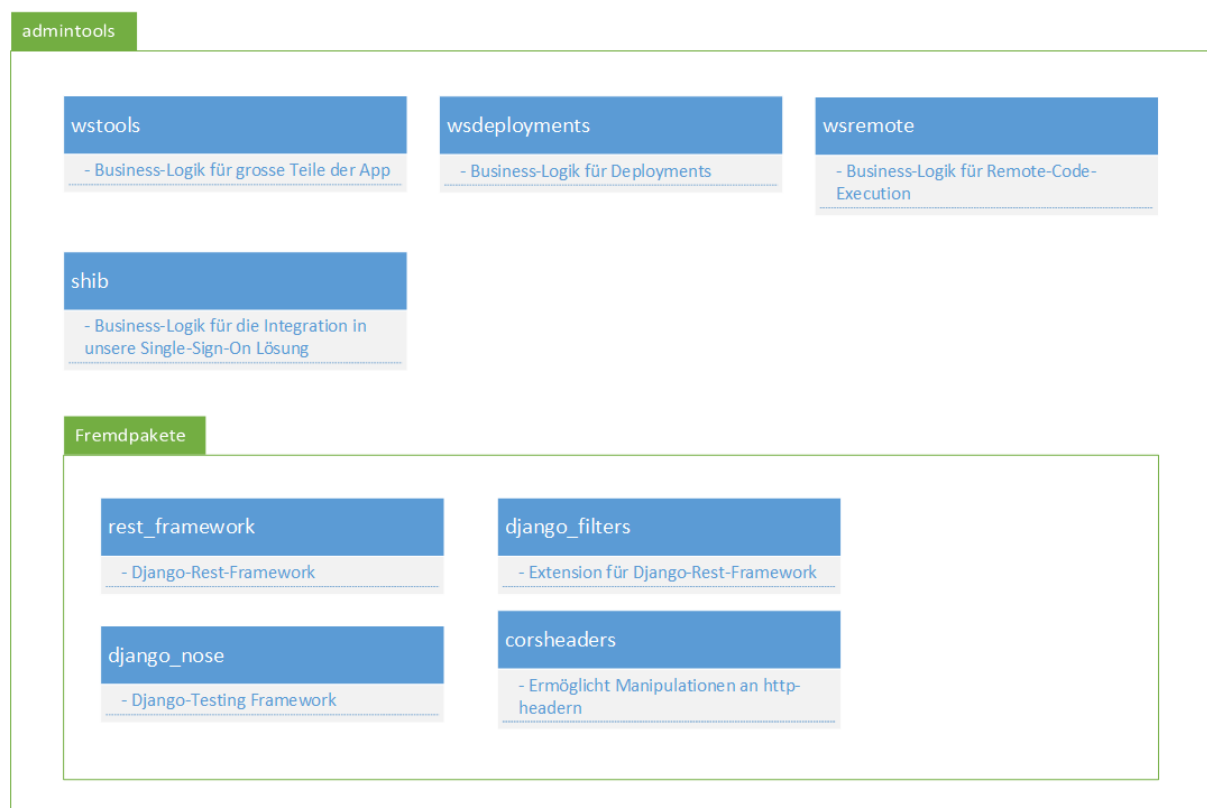 admintools
wstools
- Business-Logik für grosse Teile der App
wsdeployments
- Business-Logik für Deployments
wsremote
- Business-Logik für Remote-Code-
Execution
shib
- Business-Logik für die Integration in
unsere Single-Sign-On Lösung
Fremdpakete
rest_framework
- Django-Rest-Framework
django_filters
- Extension für Django-Rest-Framework
django_nose
- Django-Testing Framework
corsheaders
- Ermöglicht Manipulationen an http-
headern